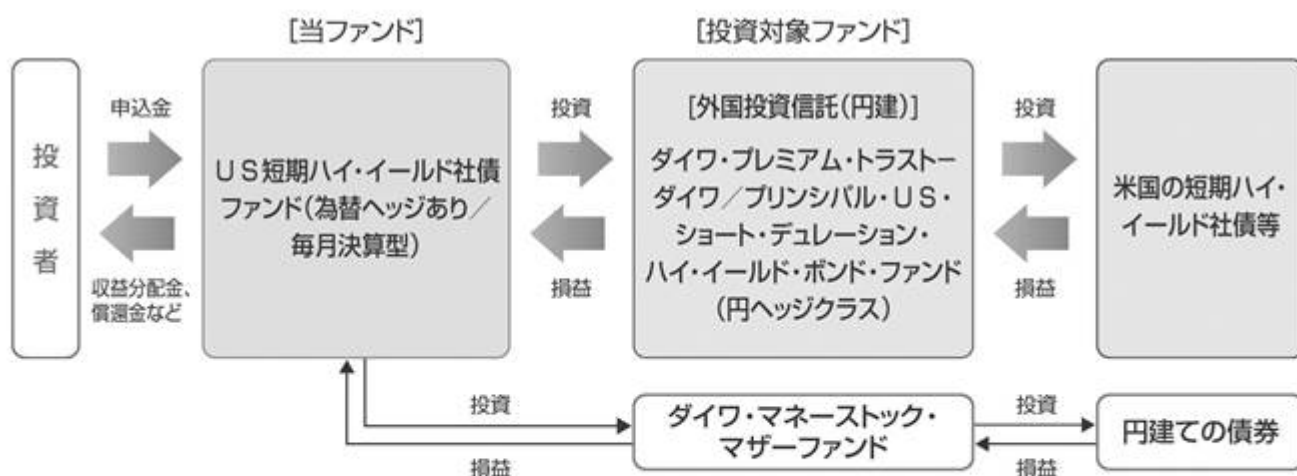 [当ファンド]
[投資対象ファンド]
投資者
申込金
収益分配金、
償還金など
US短期ハイ・イールド社債
ファンド(為替ヘッジあり／
毎月決算型)
投資
損益
[外国投資信託(円建)]
ダイワ・プレミアム・トラスト－
ダイワ／プリンシパル・US・
ショート・デュレーション・
ハイ・イールド・ボンド・ファンド
(円ヘッジクラス)
投資
損益
米国の短期ハイ・
イールド社債等
投資
損益
ダイワ・マネーストック・
マザーファンド
投資
損益
円建ての債券